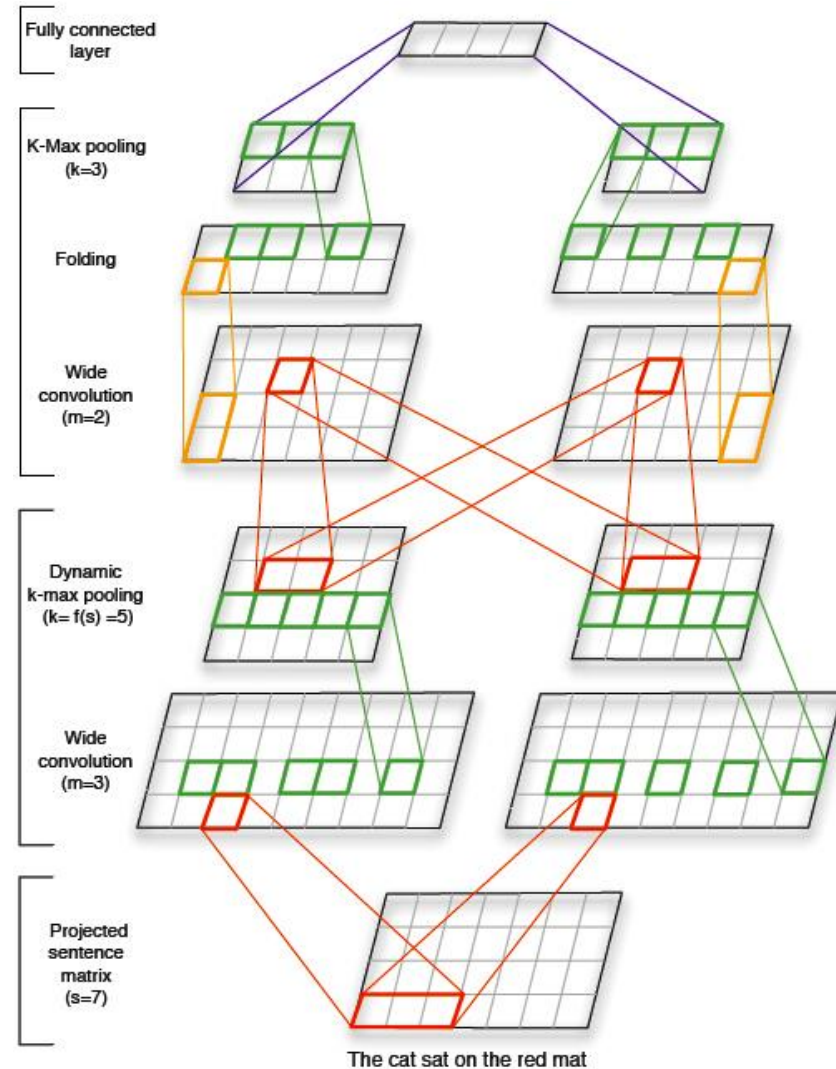 Fully connected
layer
K-Max pooling
(k=3)
Folding
Wide
convolution
(m=2)
Dynamic
k-max pooling
(k= f(s) =5)
Wide
convolution
(m=3)
Projected
sentence
matrix
(s=7)
The cat sat on the red mat